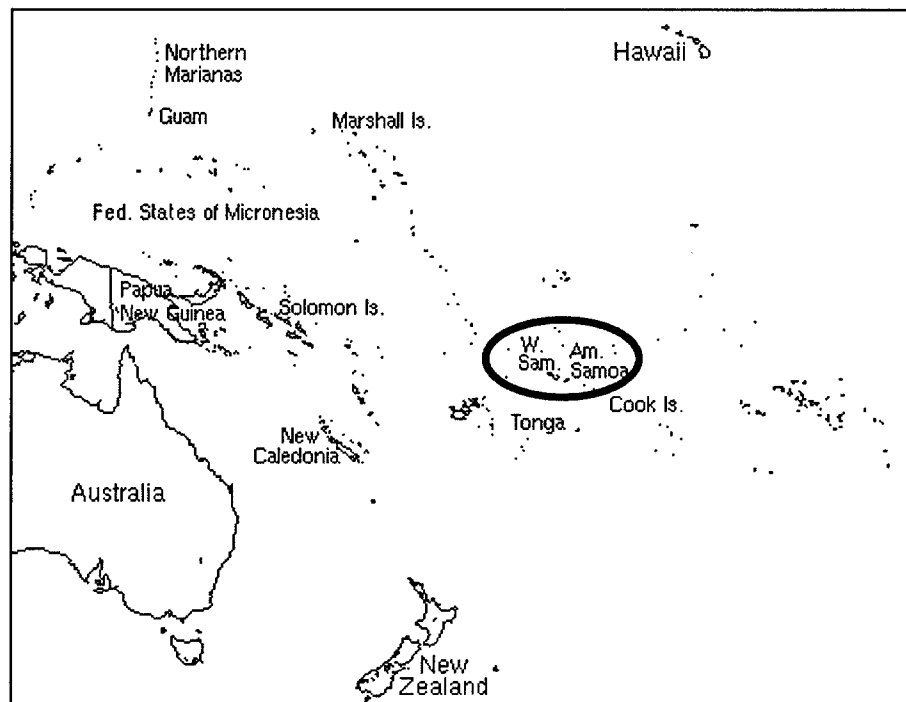 Hawaii
Northern
Marianas
Guam
Marshall Is.
Fed. States of Micronesia
Papua
New Guinea
Solomon Is.
W.
Sam.
Am.
Samoa
Cook Is.
Tonga
New
Caledonia
Australia
New
Zealand